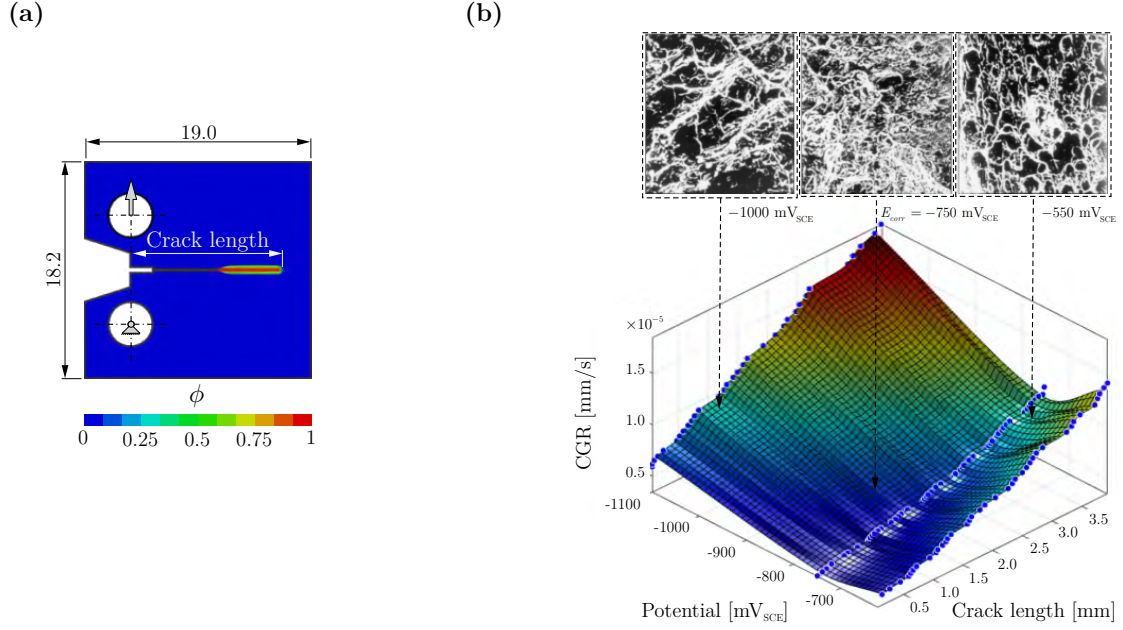 (a)
19.0
18.2
Crack length
ϕ
0 0.25 0.5 0.75 1
(b)
−1000 mV_SCE
E_corr = −750 mV_SCE
−550 mV_SCE
×10⁻⁵
1.5
1.0
0.5
CGR [mm/s]
-1100
-1000
-900
-800
-700
Potential [mV_SCE]
0.5
1.0
1.5
2.0
2.5
3.0
3.5
Crack length [mm]